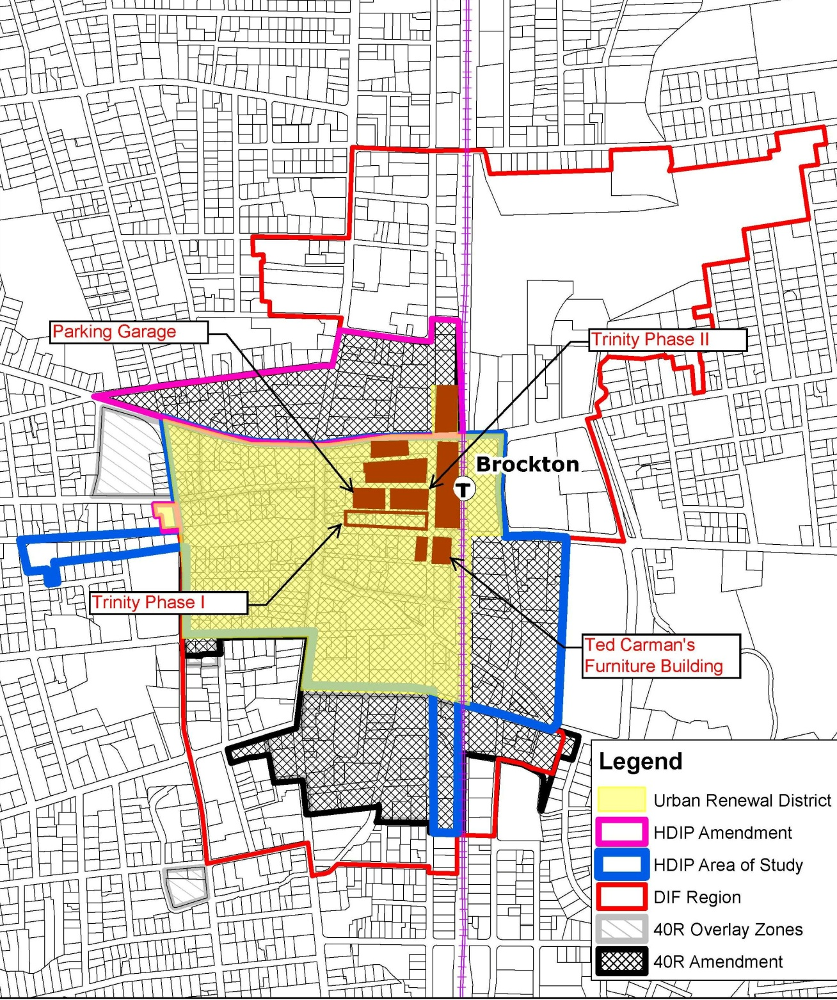 Parking Garage
Trinity Phase II
Brockton
T
Trinity Phase I
Ted Carman's
Furniture Building
Legend
Urban Renewal District
HDIP Amendment
HDIP Area of Study
DIF Region
40R Overlay Zones
40R Amendment